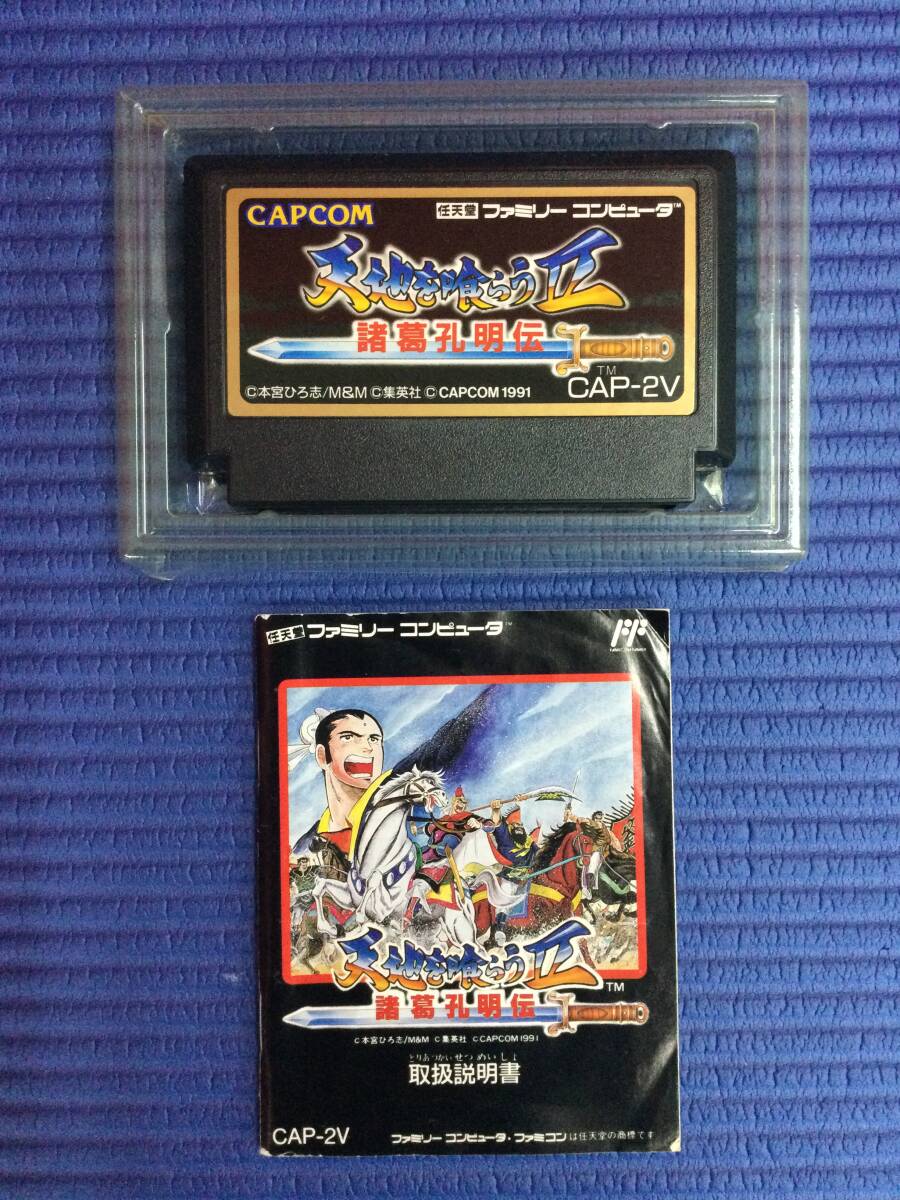 CAPCOM
任天堂 ファミリー コンピュータ™
天地を喰らうII
諸葛孔明伝
TM
©本宮ひろ志/M&M ©集英社 ©CAPCOM 1991
CAP-2V
任天堂 ファミリー コンピュータ™
FF
天地を喰らうII
TM
諸葛孔明伝
©本宮ひろ志/M&M ©集英社 ©CAPCOM 1991
とりあつかいせつめいしょ
取扱説明書
CAP-2V
ファミリー コンピュータ・ファミコンは任天堂の商標です